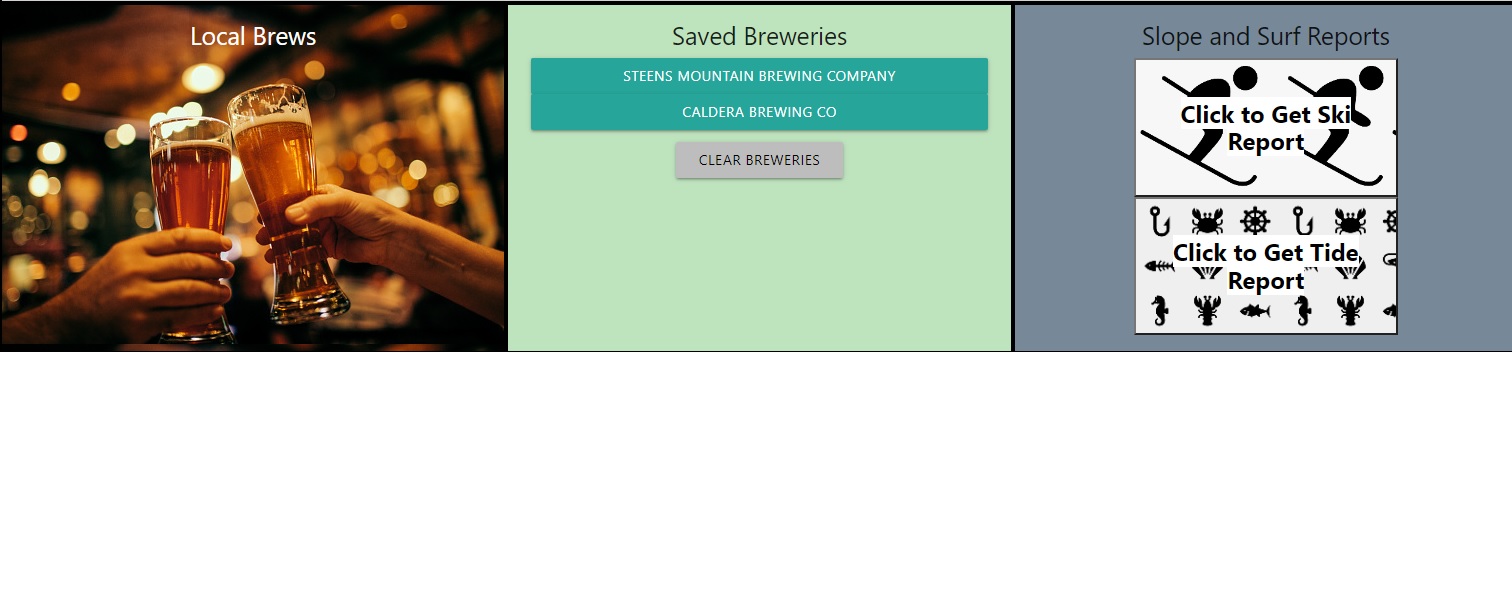 Local Brews
Saved Breweries
STEENS MOUNTAIN BREWING COMPANY
CALDERA BREWING CO
CLEAR BREWERIES
Slope and Surf Reports
Click to Get Ski
Report
Click to Get Tide
Report